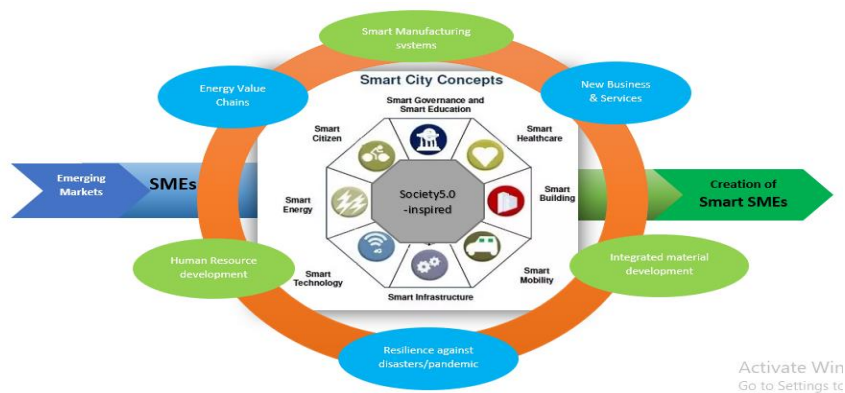 Smart Manufacturing
systems
Energy Value
Chains
New Business
& Services
Smart City Concepts
Smart Governance and
Smart Education
Smart
Citizen
Smart
Healthcare
Emerging
Markets
SMEs
Smart
Energy
Society5.0
-inspired
Smart
Building
Creation of
Smart SMEs
Human Resource
development
Smart
Technology
4G
Smart Infrastructure
Smart
Mobility
Integrated material
development
Resilience against
disasters/pandemic
Activate Win
Go to Settings to